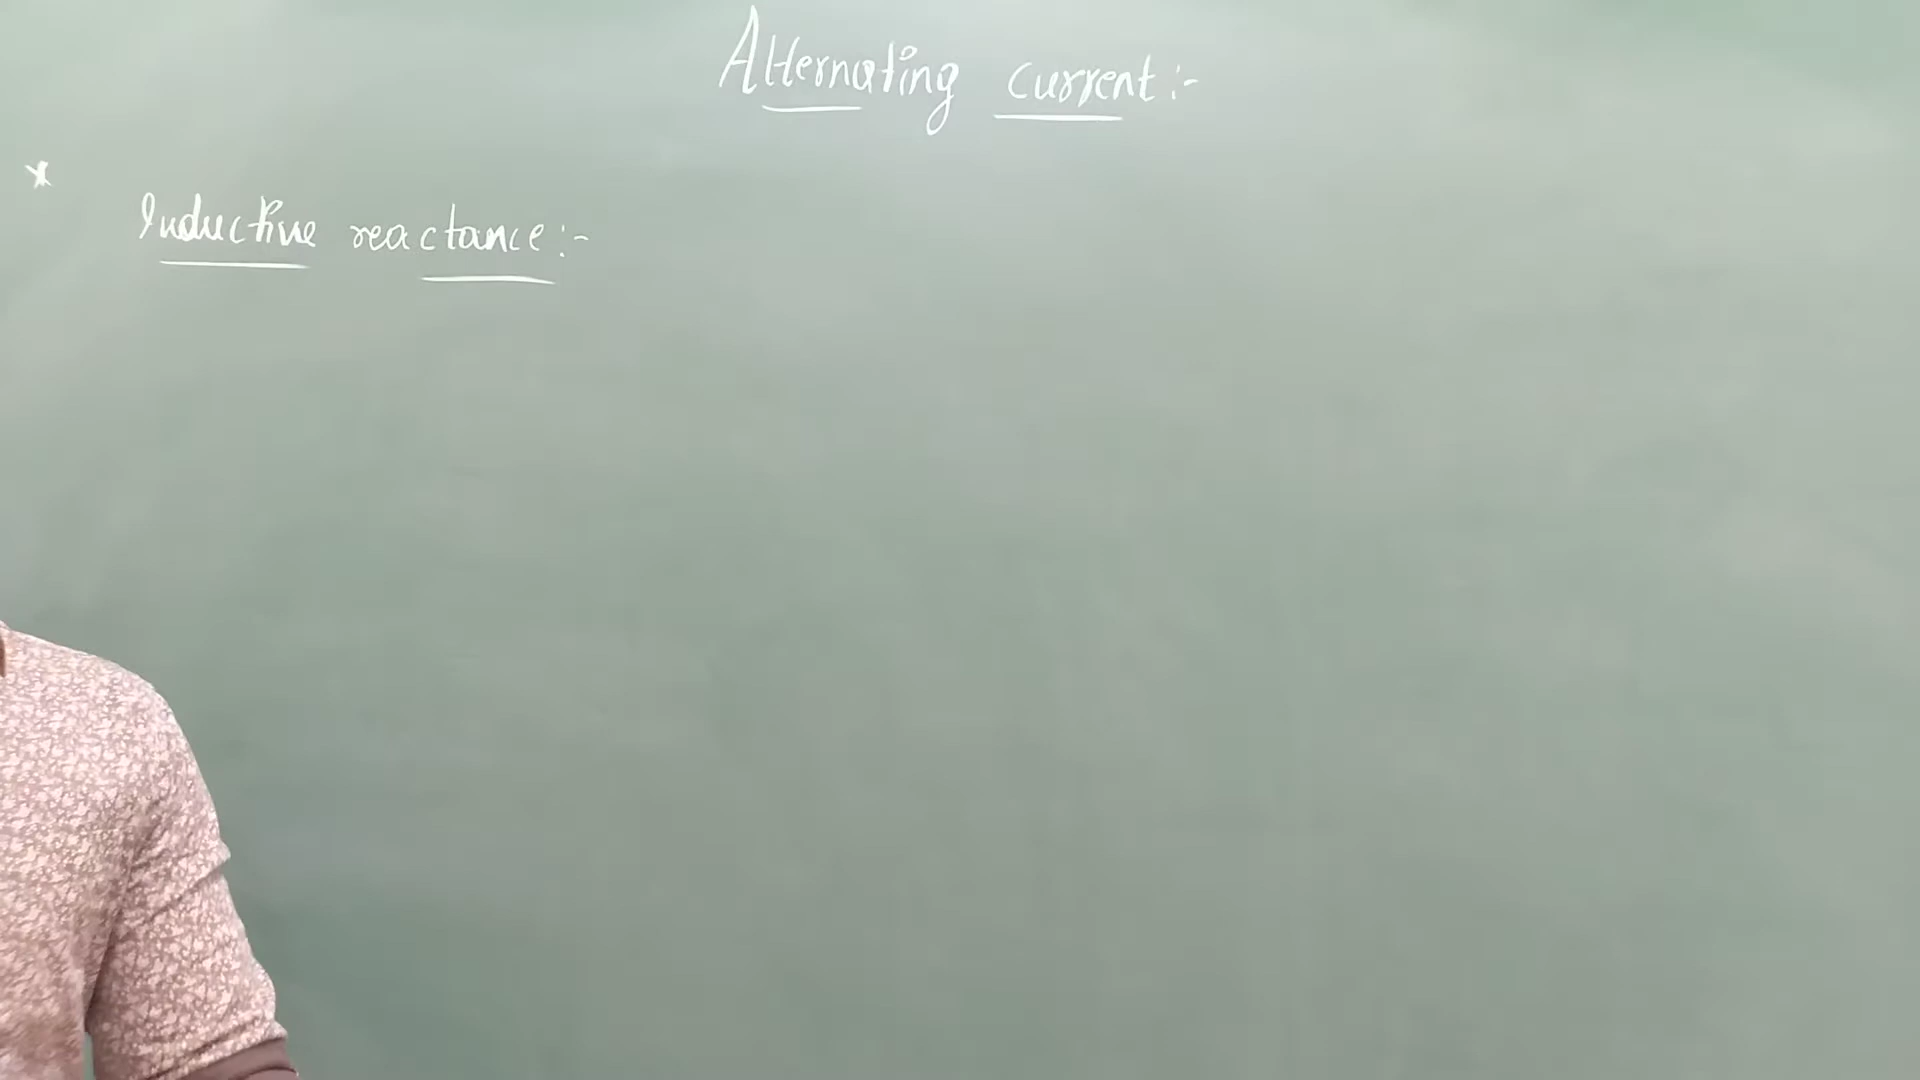 Alternating current :-
*
Inductive reactance :-